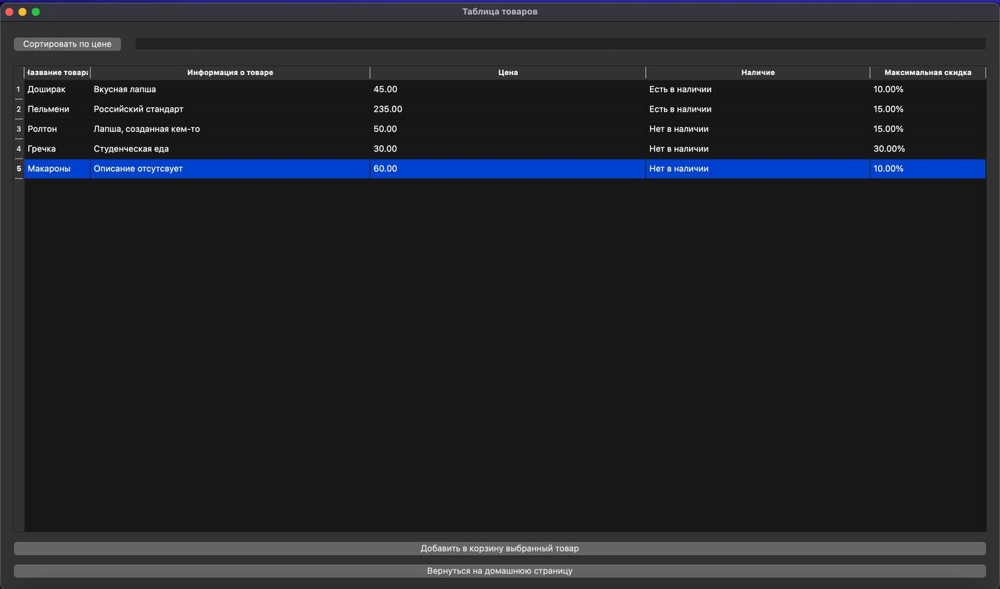 Таблица товаров
Сортировать по цене
Название товара Информация о товаре Цена Наличие Максимальная скидка
1 Доширак Вкусная лапша 45.00 Есть в наличии 10.00%
2 Пельмени Российский стандарт 235.00 Есть в наличии 15.00%
3 Ролтон Лапша, созданная кем-то 50.00 Нет в наличии 15.00%
4 Гречка Студенческая еда 30.00 Нет в наличии 30.00%
5 Макароны Описание отсутсвует 60.00 Нет в наличии 10.00%
Добавить в корзину выбранный товар
Вернуться на домашнюю страницу